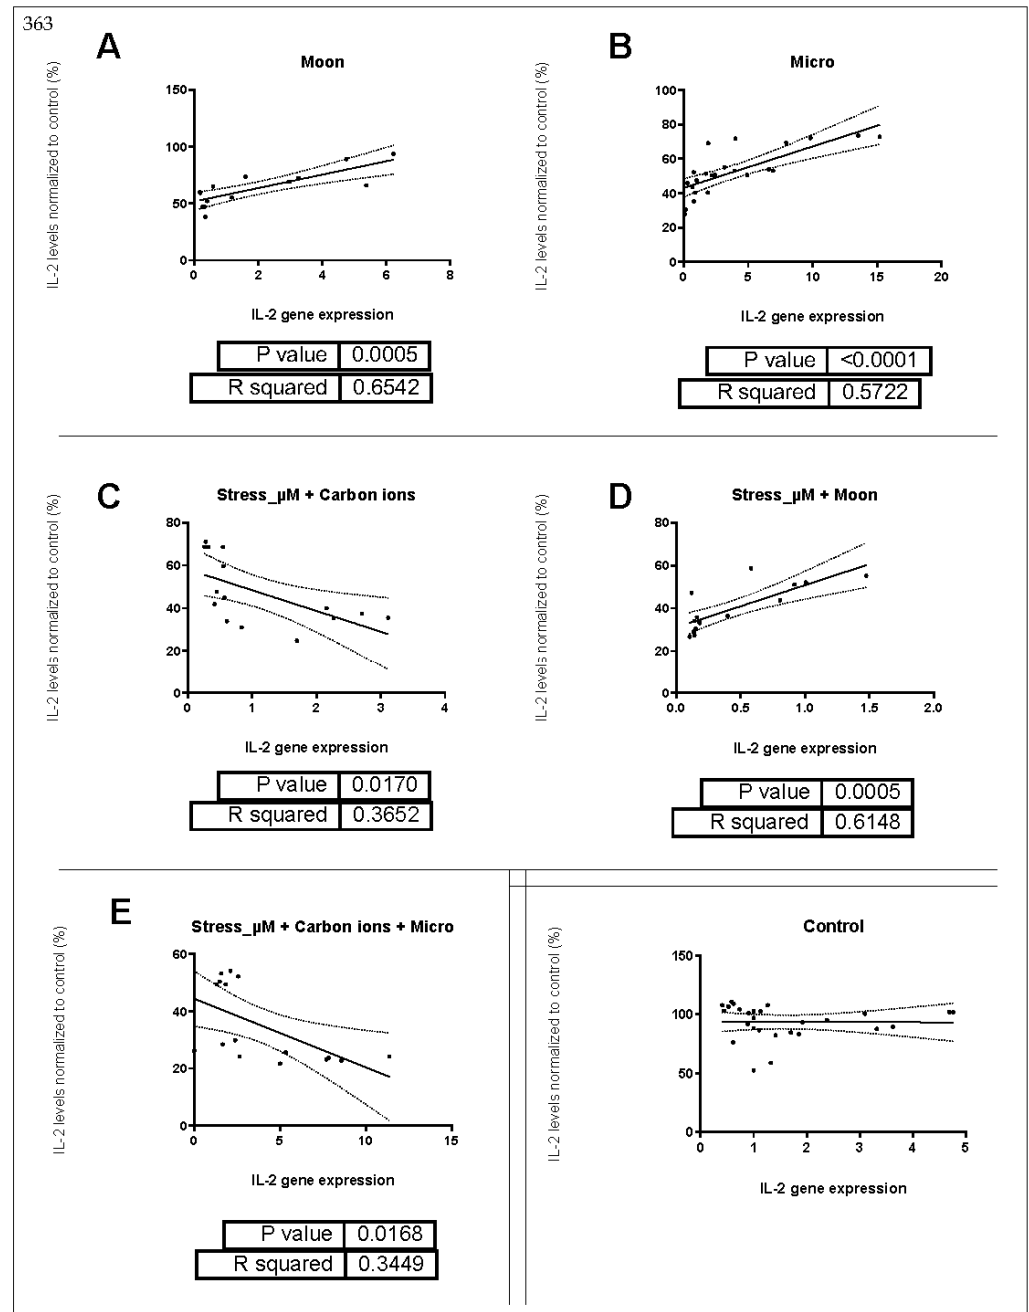 363
A
Moon
IL-2 levels normalized to control (%)
150
100
50
0
0 2 4 6 8
IL-2 gene expression
P value 0.0005
R squared 0.6542
B
Micro
IL-2 levels normalized to control (%)
100
80
60
40
20
0
0 5 10 15 20
IL-2 gene expression
P value <0.0001
R squared 0.5722
C
Stress_µM + Carbon ions
IL-2 levels normalized to control (%)
80
60
40
20
0
0 1 2 3 4
IL-2 gene expression
P value 0.0170
R squared 0.3652
D
Stress_µM + Moon
IL-2 levels normalized to control (%)
80
60
40
20
0
0.0 0.5 1.0 1.5 2.0
IL-2 gene expression
P value 0.0005
R squared 0.6148
E
Stress_µM + Carbon ions + Micro
IL-2 levels normalized to control (%)
60
40
20
0
0 5 10 15
IL-2 gene expression
P value 0.0168
R squared 0.3449
Control
IL-2 levels normalized to control (%)
150
100
50
0
0 1 2 3 4 5
IL-2 gene expression